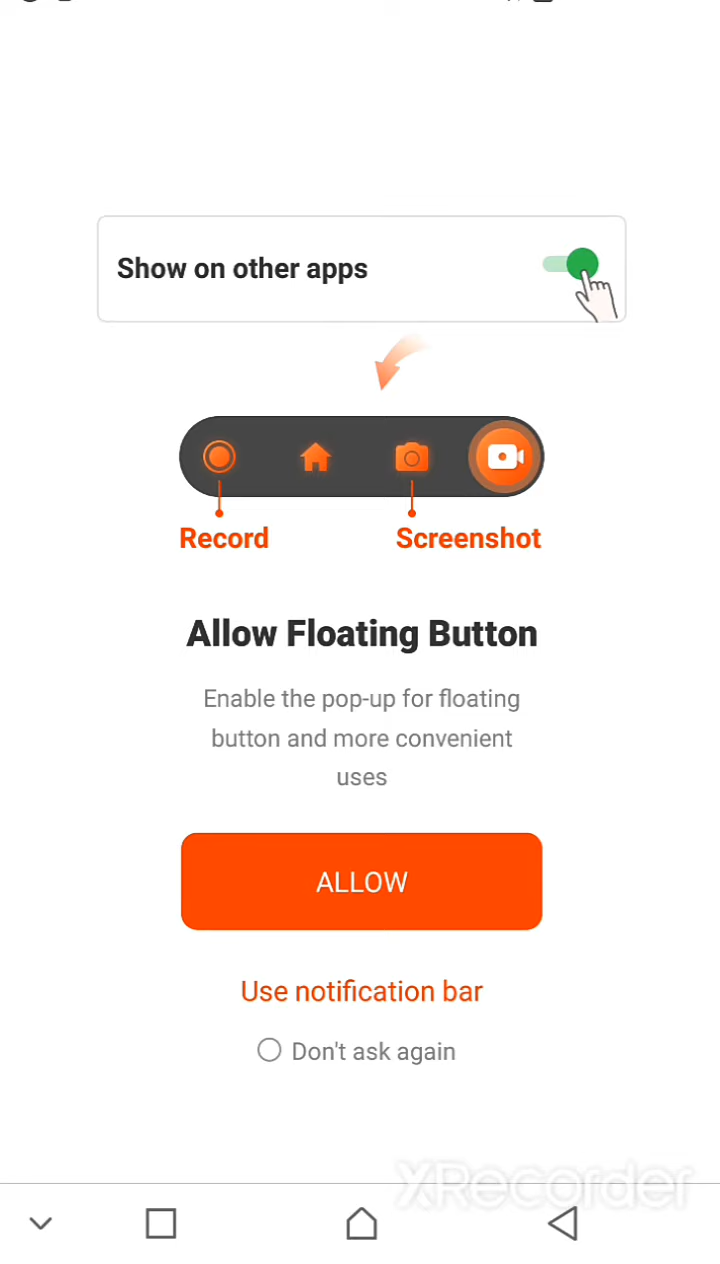 Show on other apps
Record Screenshot
Allow Floating Button
Enable the pop-up for floating
button and more convenient
uses
ALLOW
Use notification bar
Don't ask again
XRecorder